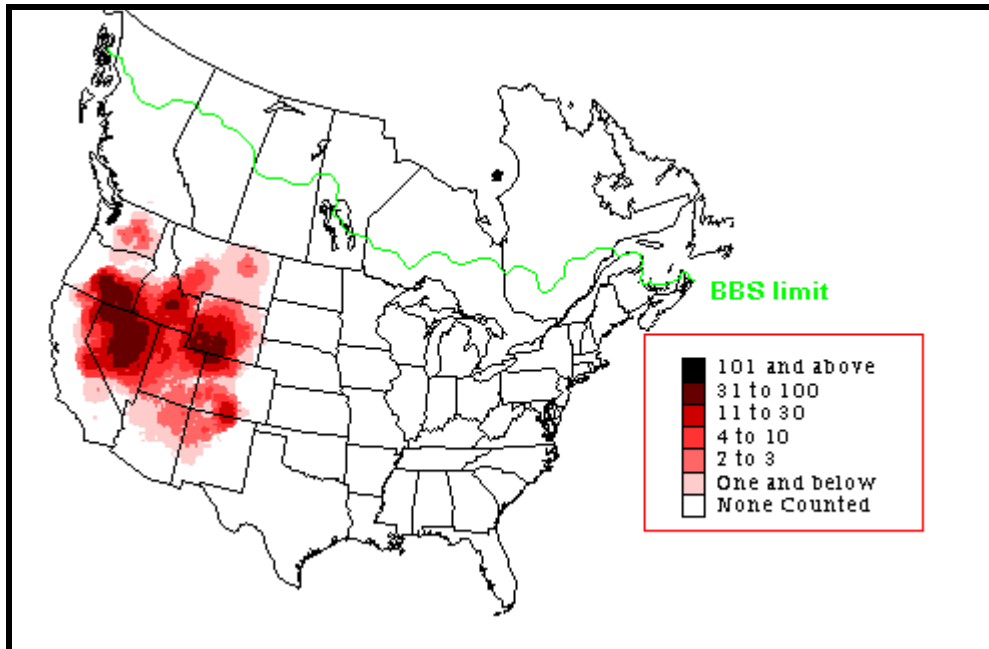 BBS limit
101 and above
31 to 100
11 to 30
4 to 10
2 to 3
One and below
None Counted